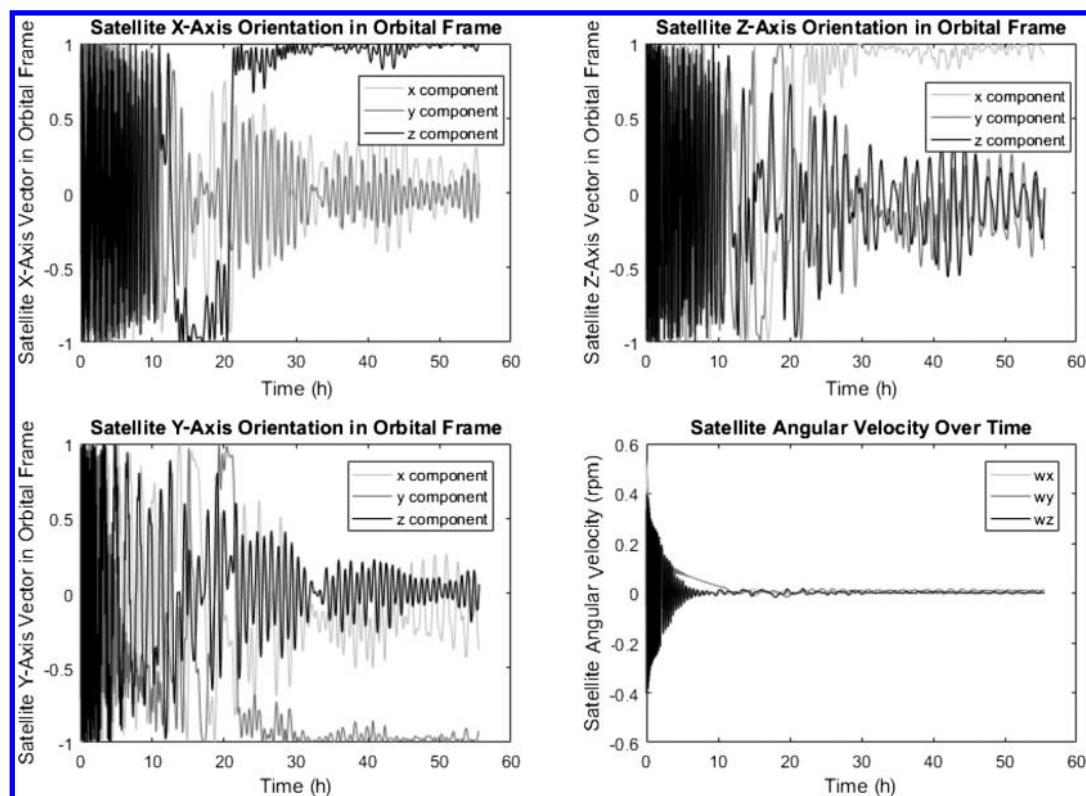 Satellite X-Axis Orientation in Orbital Frame
Satellite X-Axis Vector in Orbital Frame
1
0.5
0
-0.5
-1
x component
y component
z component
0 10 20 30 40 50 60
Time (h)
Satellite Z-Axis Orientation in Orbital Frame
Satellite Z-Axis Vector in Orbital Frame
1
0.5
0
-0.5
-1
x component
y component
z component
0 10 20 30 40 50 60
Time (h)
Satellite Y-Axis Orientation in Orbital Frame
Satellite Y-Axis Vector in Orbital Frame
1
0.5
0
-0.5
-1
x component
y component
z component
0 10 20 30 40 50 60
Time (h)
Satellite Angular Velocity Over Time
Satellite Angular Velocity (rpm)
0.6
0.4
0.2
0
-0.2
-0.4
-0.6
wx
wy
wz
0 10 20 30 40 50 60
Time (h)